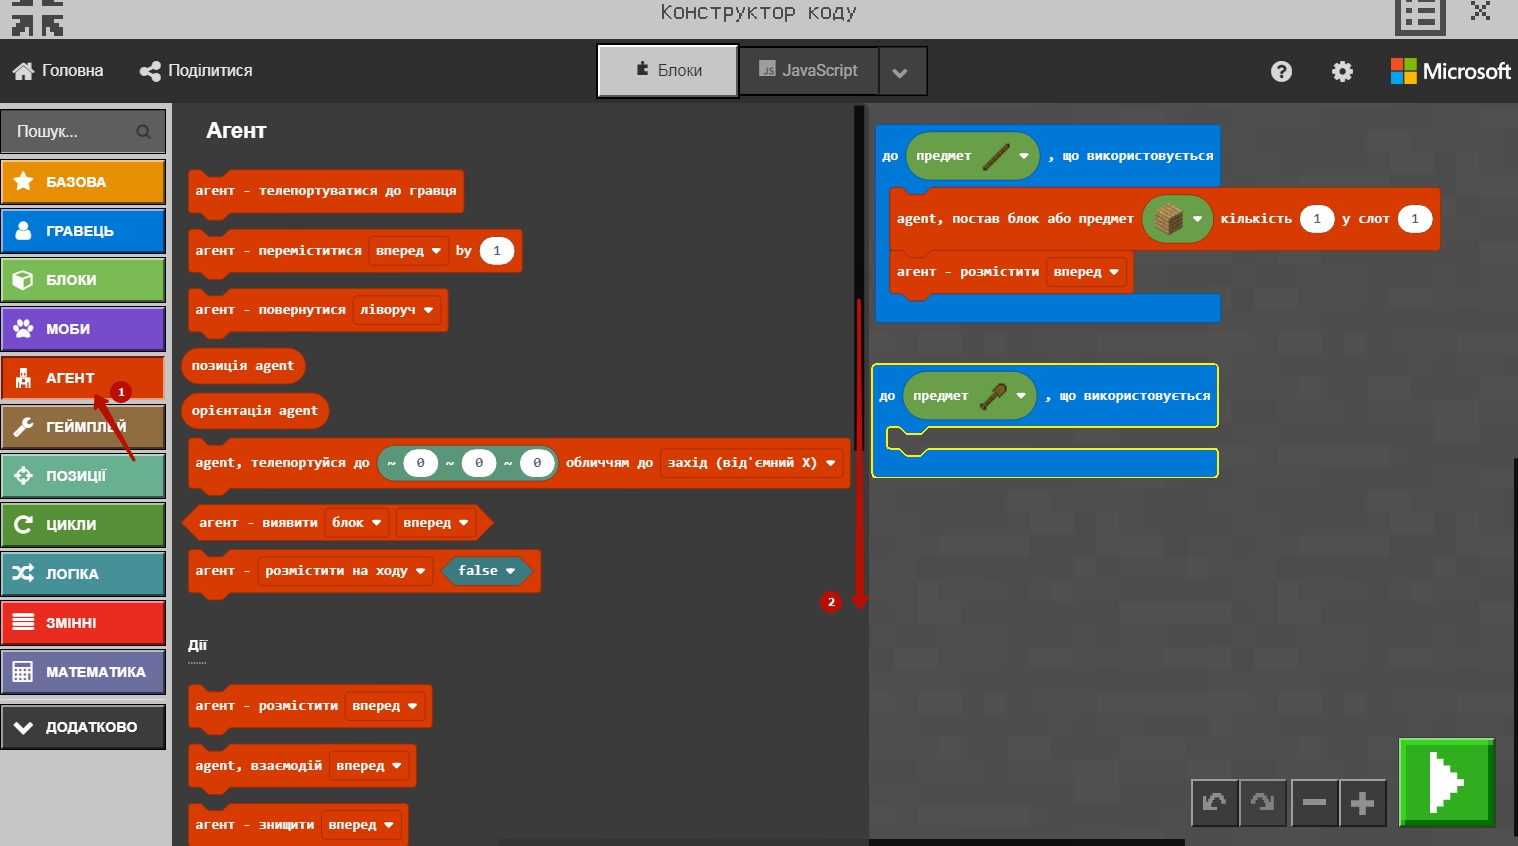 Конструктор коду
Головна
Поділитися
Блоки
JS JavaScript
?
Microsoft
Пошук...
БАЗОВА
ГРАВЕЦЬ
БЛОКИ
МОБИ
АГЕНТ
1
ГЕЙМПЛЕЙ
ПОЗИЦІЇ
ЦИКЛИ
ЛОГІКА
ЗМІННІ
МАТЕМАТИКА
ДОДАТКОВО
Агент
агент - телепортуватися до гравця
агент - переміститися вперед by 1
агент - повернутися ліворуч
позиція agent
орієнтація agent
agent, телепортуйся до ~ 0 ~ 0 ~ 0 обличчям до захід (від'ємний X)
агент - виявити блок вперед
агент - розмістити на ходу false
2
Дії
агент - розмістити вперед
agent, взаємодій вперед
агент - знищити вперед
до предмет , що використовується
agent, постав блок або предмет кількість 1 у слот 1
агент - розмістити вперед
до предмет , що використовується